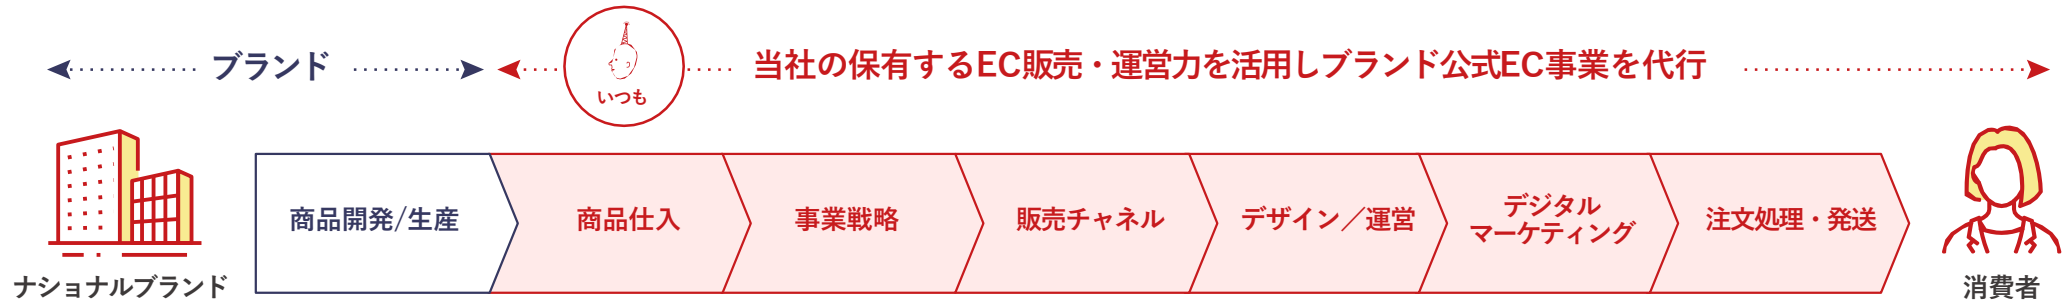 ブランド
いつも
当社の保有するEC販売・運営力を活用しブランド公式EC事業を代行
商品開発/生産
商品仕入
事業戦略
販売チャネル
デザイン／運営
デジタル
マーケティング
注文処理・発送
ナショナルブランド
消費者